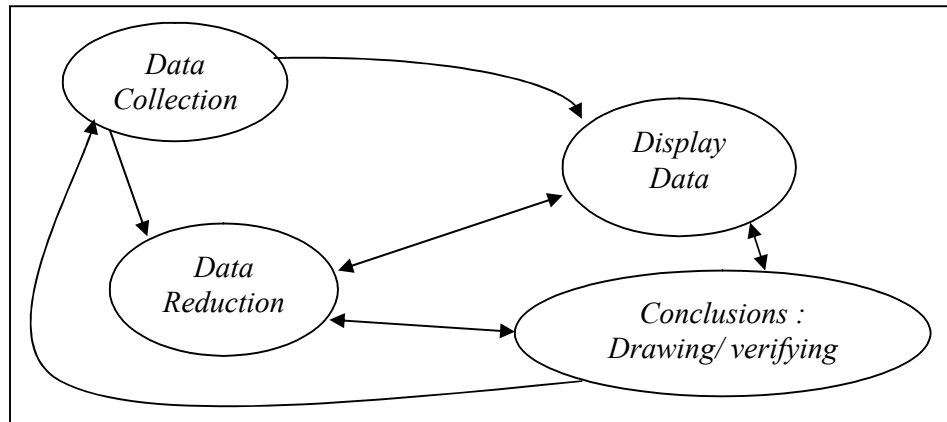 Data
Collection
Display
Data
Data
Reduction
Conclusions :
Drawing/ verifying